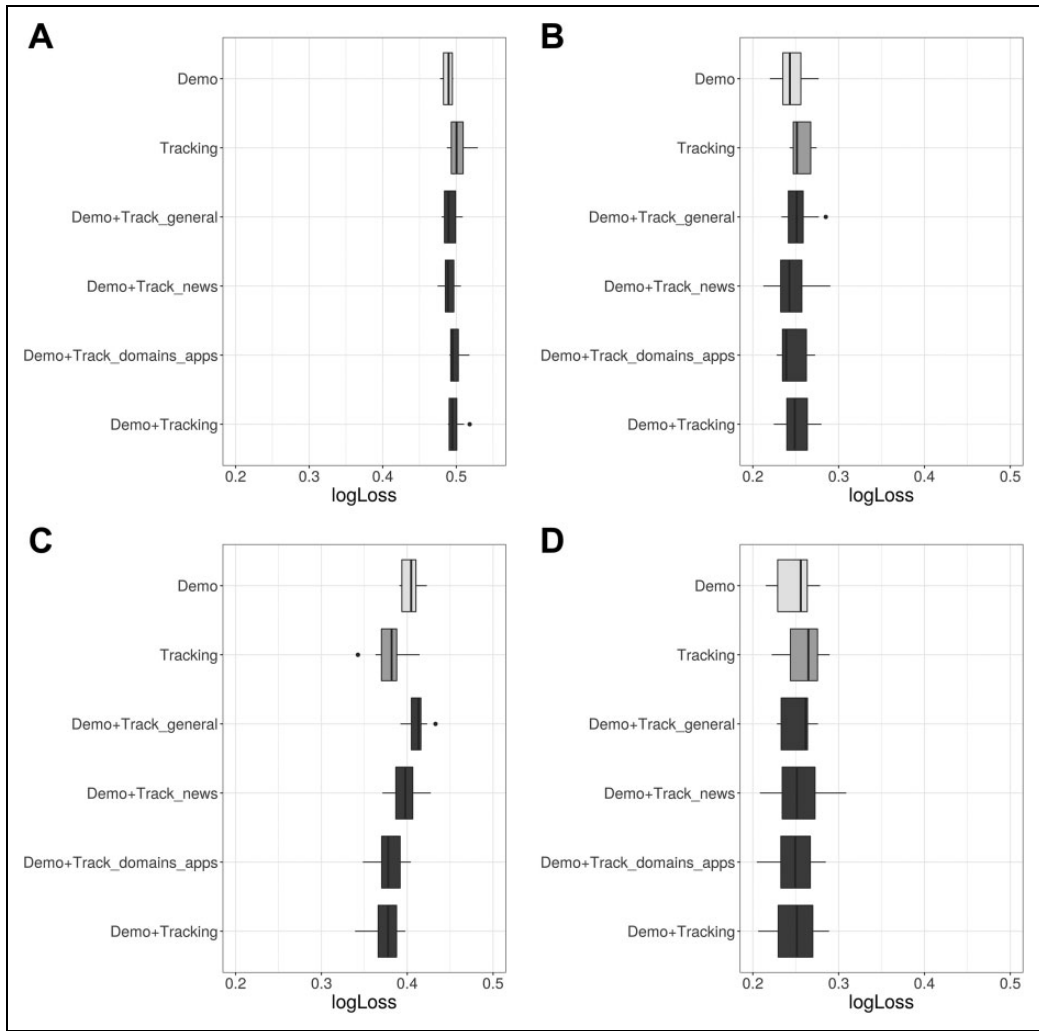 A
Demo
Tracking
Demo+Track_general
Demo+Track_news
Demo+Track_domains_apps
Demo+Tracking
0.2 0.3 0.4 0.5
logLoss
B
Demo
Tracking
Demo+Track_general
Demo+Track_news
Demo+Track_domains_apps
Demo+Tracking
0.2 0.3 0.4 0.5
logLoss
C
Demo
Tracking
Demo+Track_general
Demo+Track_news
Demo+Track_domains_apps
Demo+Tracking
0.2 0.3 0.4 0.5
logLoss
D
Demo
Tracking
Demo+Track_general
Demo+Track_news
Demo+Track_domains_apps
Demo+Tracking
0.2 0.3 0.4 0.5
logLoss